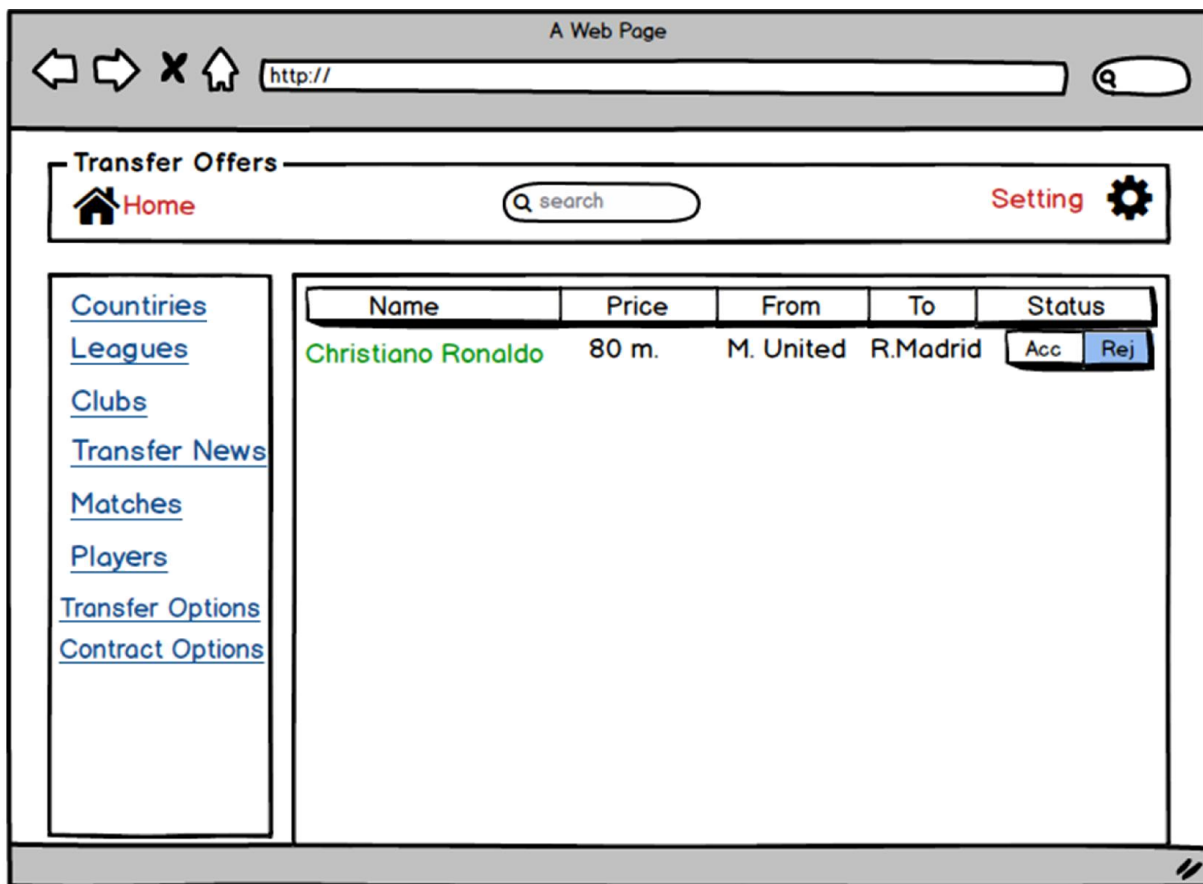 A Web Page
http://
Transfer Offers
Home search Setting
Countiries
Leagues
Clubs
Transfer News
Matches
Players
Transfer Options
Contract Options
Name Price From To Status
Christiano Ronaldo 80 m. M. United R.Madrid Acc Rej